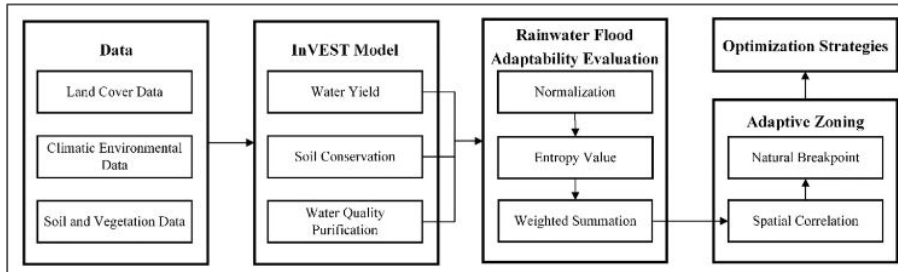 Data
Land Cover Data
Climatic Environmental
Data
Soil and Vegetation Data
InVEST Model
Water Yield
Soil Conservation
Water Quality
Purification
Rainwater Flood
Adaptability Evaluation
Normalization
Entropy Value
Weighted Summation
Optimization Strategies
Adaptive Zoning
Natural Breakpoint
Spatial Correlation